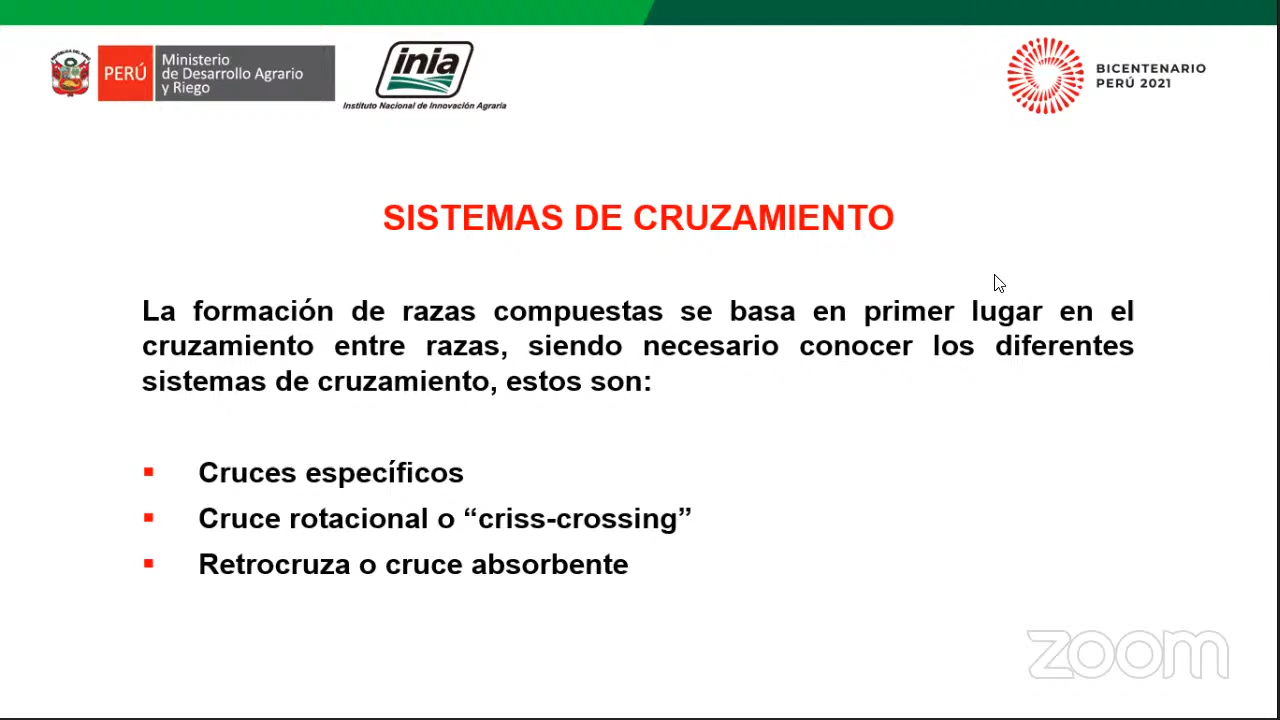 PERÚ
Ministerio
de Desarrollo Agrario
y Riego
inia
Instituto Nacional de Innovación Agraria
BICENTENARIO
PERÚ 2021
SISTEMAS DE CRUZAMIENTO
La formación de razas compuestas se basa en primer lugar en el
cruzamiento entre razas, siendo necesario conocer los diferentes
sistemas de cruzamiento, estos son:
▪ Cruces específicos
▪ Cruce rotacional o “criss-crossing”
▪ Retrocruza o cruce absorbente
zoom